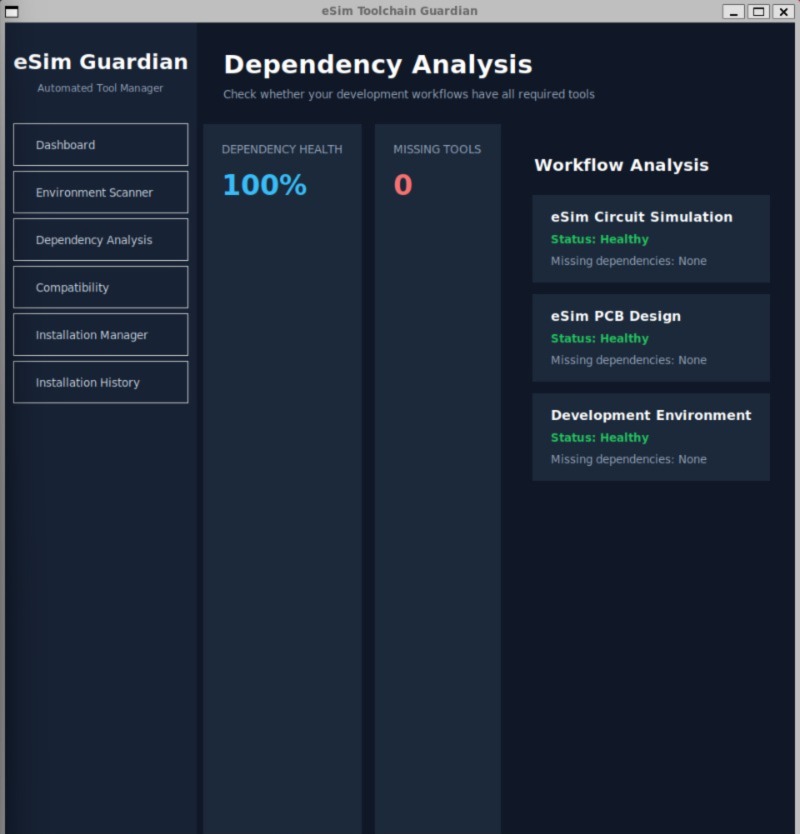 eSim Toolchain Guardian
eSim Guardian
Automated Tool Manager
Dashboard
Environment Scanner
Dependency Analysis
Compatibility
Installation Manager
Installation History
Dependency Analysis
Check whether your development workflows have all required tools
DEPENDENCY HEALTH
100%
MISSING TOOLS
0
Workflow Analysis
eSim Circuit Simulation
Status: Healthy
Missing dependencies: None
eSim PCB Design
Status: Healthy
Missing dependencies: None
Development Environment
Status: Healthy
Missing dependencies: None